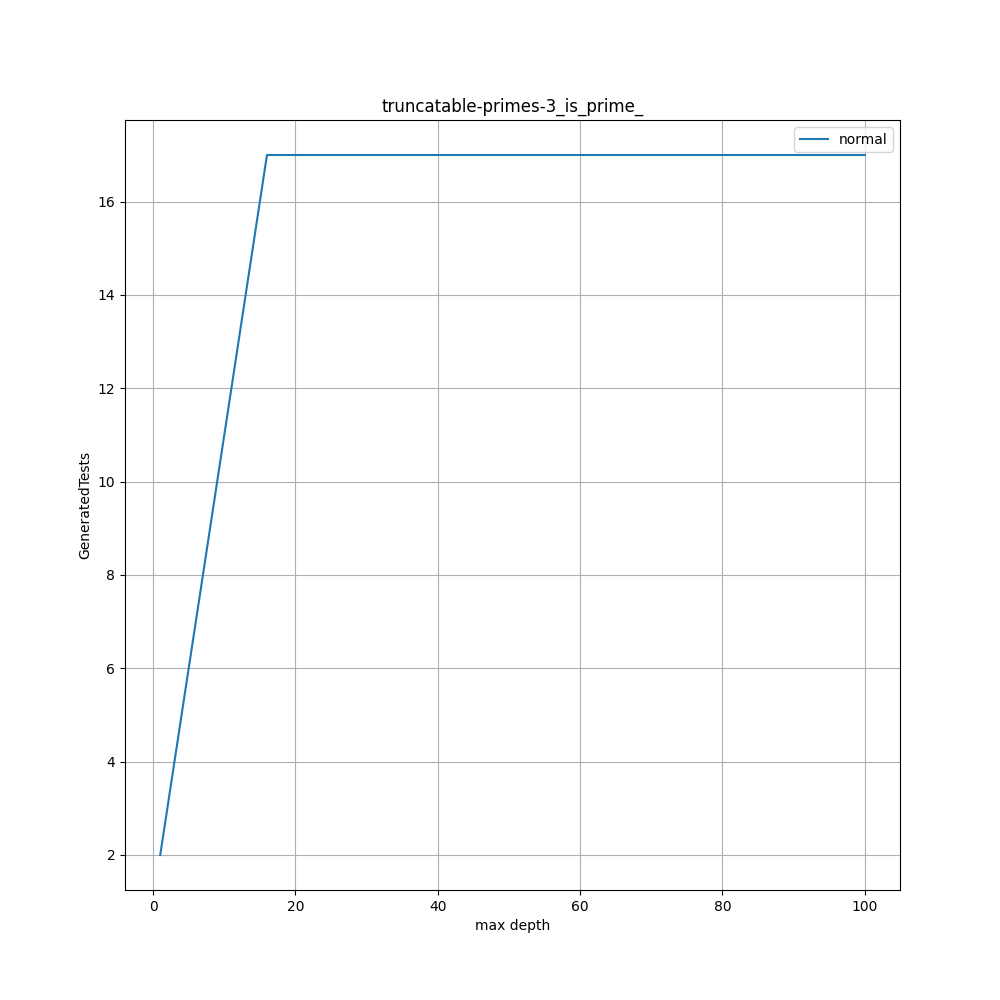 truncatable-primes-3_is_prime_
normal
16
14
12
10
8
6
4
2
GeneratedTests
0 20 40 60 80 100
max depth